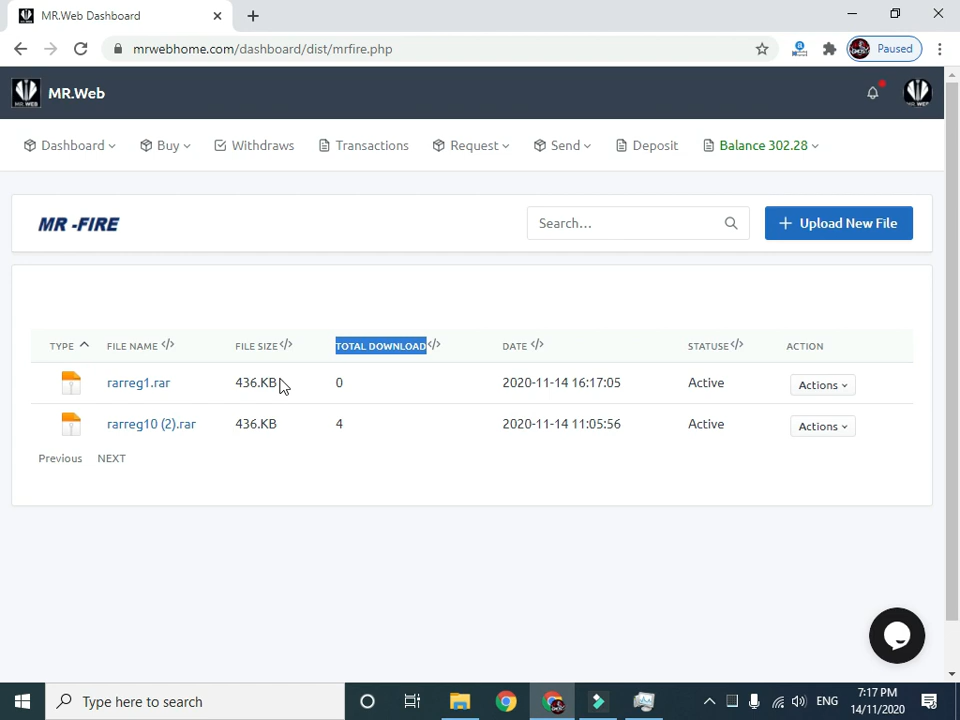 MR.Web Dashboard
mrwebhome.com/dashboard/dist/mrfire.php
Paused
MR.Web
Dashboard Buy Withdraws Transactions Request Send Deposit Balance 302.28
MR -FIRE
Search...
Upload New File
TYPE FILE NAME FILE SIZE TOTAL DOWNLOAD DATE STATUSE ACTION
rarreg1.rar 436.KB 0 2020-11-14 16:17:05 Active Actions
rarreg10 (2).rar 436.KB 4 2020-11-14 11:05:56 Active Actions
Previous NEXT
Type here to search
ENG
7:17 PM
14/11/2020